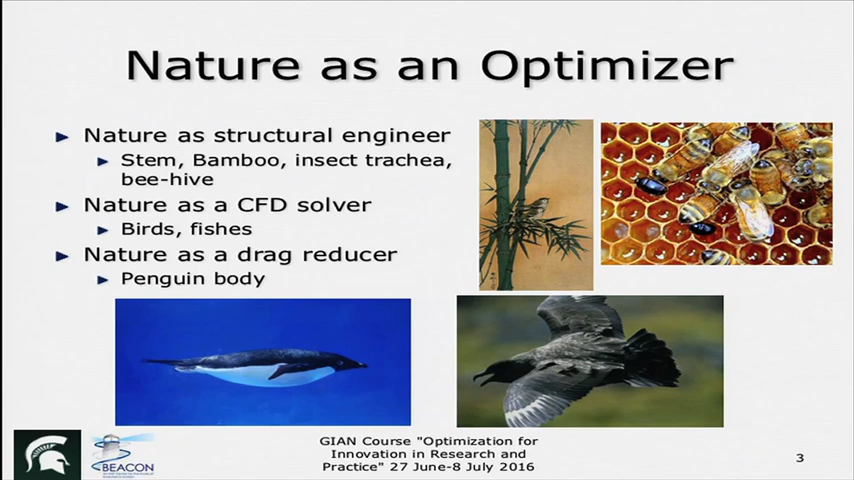 Nature as an Optimizer
Nature as structural engineer
Stem, Bamboo, insect trachea,
bee-hive
Nature as a CFD solver
Birds, fishes
Nature as a drag reducer
Penguin body
BEACON
GIAN Course "Optimization for
Innovation in Research and
Practice" 27 June-8 July 2016
3